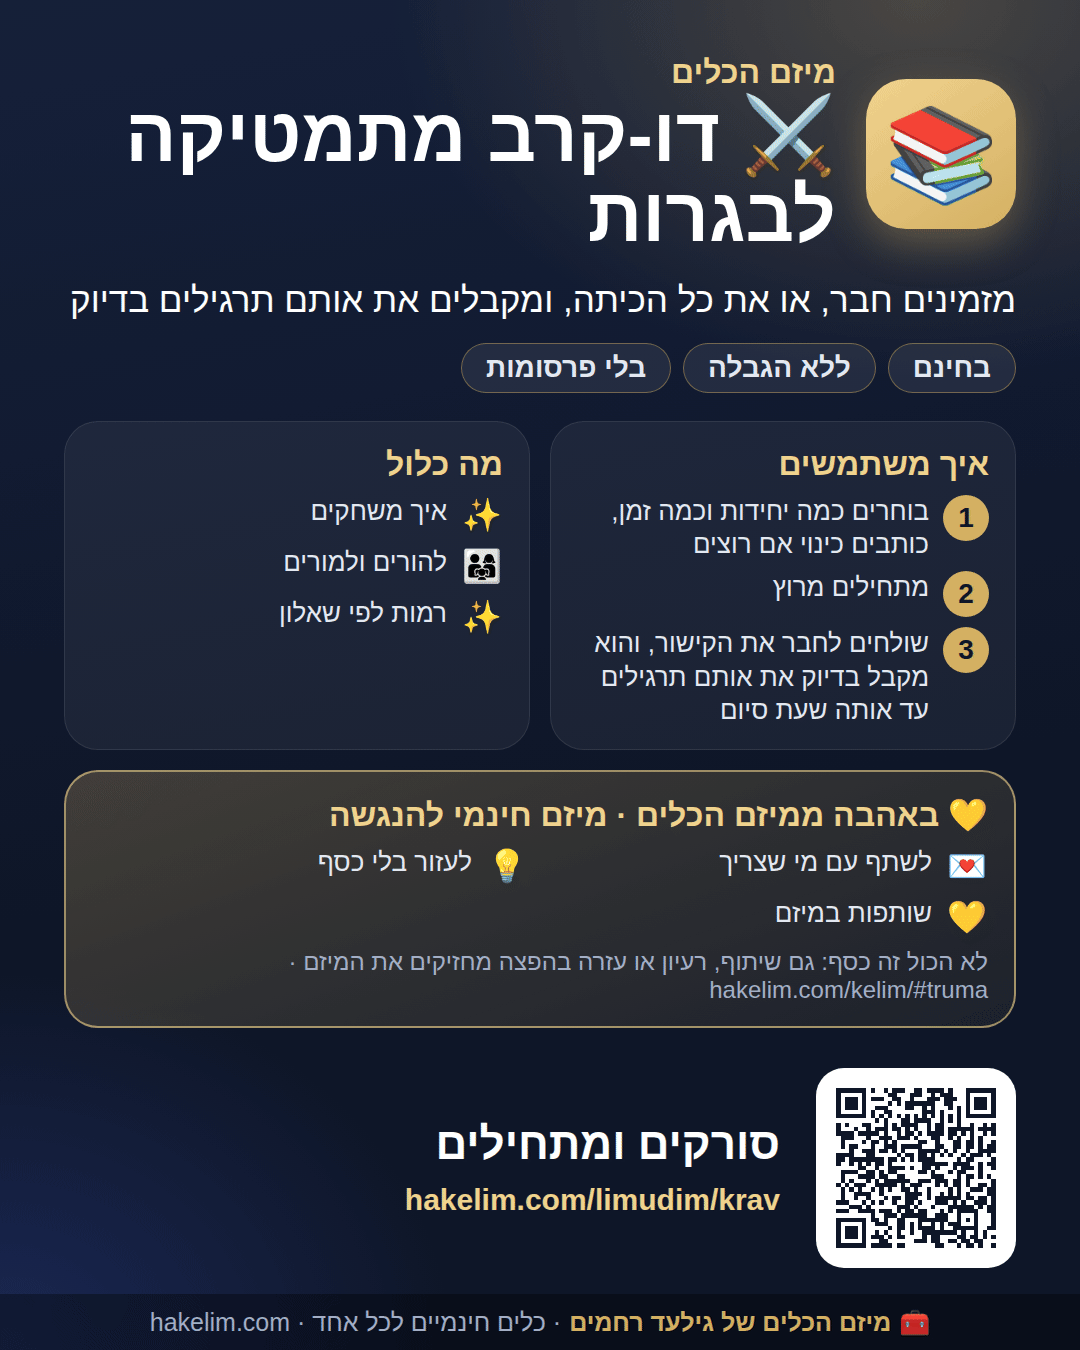 מיזם הכלים
⚔️ דו-קרב מתמטיקה
לבגרות
מזמינים חבר, או את כל הכיתה, ומקבלים את אותם תרגילים בדיוק
בחינם
ללא הגבלה
בלי פרסומות
איך משתמשים
1 בוחרים כמה יחידות וכמה זמן,
כותבים כינוי אם רוצים
2 מתחילים מרוץ
3 שולחים לחבר את הקישור, והוא
מקבל בדיוק את אותם תרגילים
עד אותה שעת סיום
מה כלול
✨ איך משחקים
👨‍👩‍👧 להורים ולמורים
✨ רמות לפי שאלון
💛 באהבה ממיזם הכלים · מיזם חינמי להנגשה
💌 לשתף עם מי שצריך
💡 לעזור בלי כסף
💛 שותפות במיזם
לא הכול זה כסף: גם שיתוף, רעיון או עזרה בהפצה מחזיקים את המיזם ·
hakelim.com/kelim/#truma
סורקים ומתחילים
hakelim.com/limudim/krav
🧰 מיזם הכלים של גילעד רחמים · כלים חינמיים לכל אחד · hakelim.com